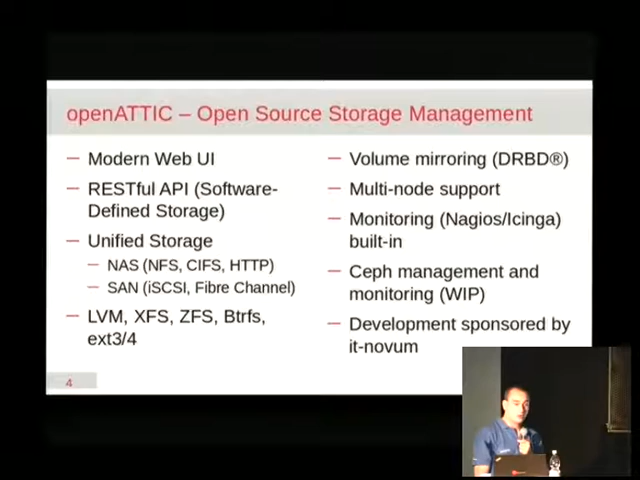 openATTIC – Open Source Storage Management
— Modern Web UI
— RESTful API (Software-
Defined Storage)
— Unified Storage
— NAS (NFS, CIFS, HTTP)
— SAN (iSCSI, Fibre Channel)
— LVM, XFS, ZFS, Btrfs,
ext3/4
— Volume mirroring (DRBD®)
— Multi-node support
— Monitoring (Nagios/Icinga)
built-in
— Ceph management and
monitoring (WIP)
— Development sponsored by
it-novum
4